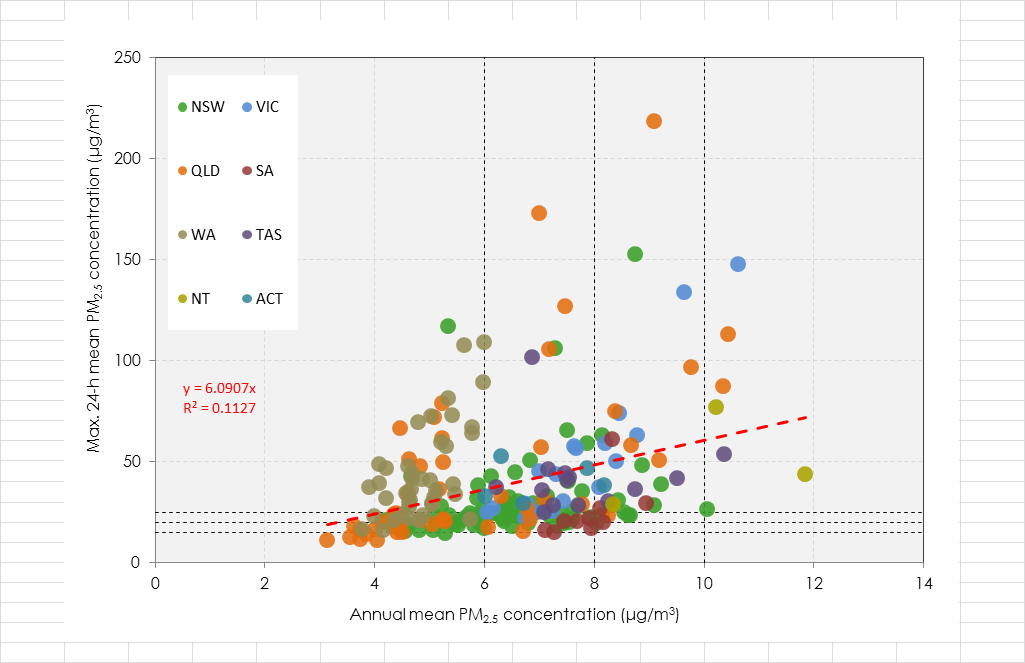 Max. 24-h mean PM2.5 concentration (µg/m³)
250
200
150
100
50
0
NSW VIC
QLD SA
WA TAS
NT ACT
y = 6.0907x
R² = 0.1127
0 2 4 6 8 10 12 14
Annual mean PM2.5 concentration (µg/m³)